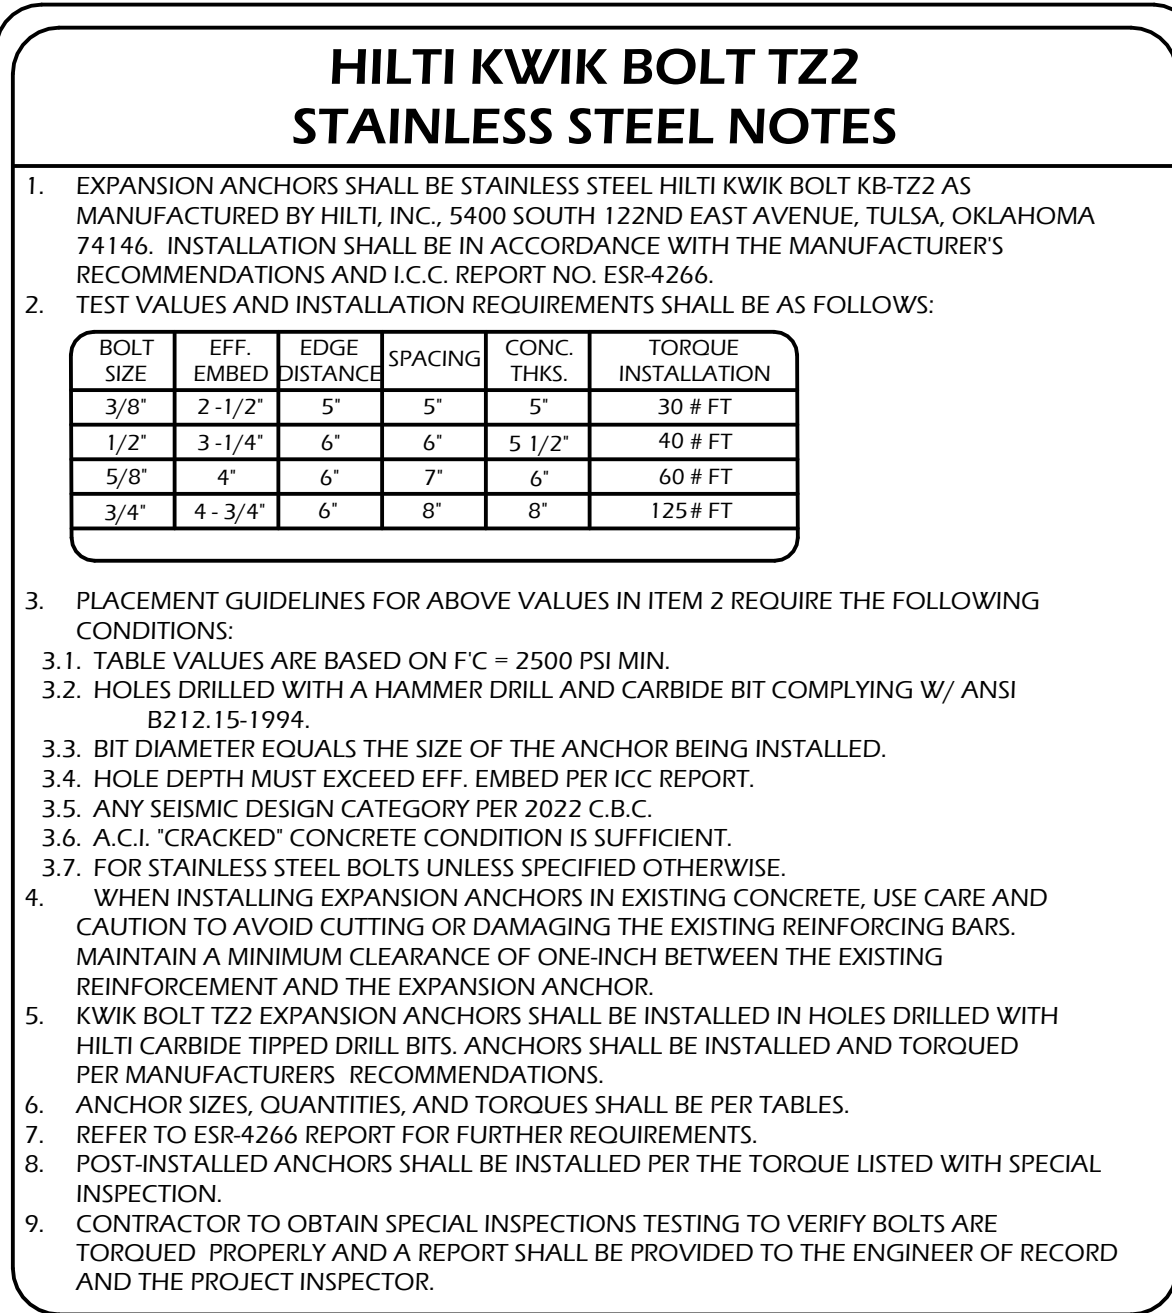 HILTI KWIK BOLT TZ2
STAINLESS STEEL NOTES
1. EXPANSION ANCHORS SHALL BE STAINLESS STEEL HILTI KWIK BOLT KB-TZ2 AS
MANUFACTURED BY HILTI, INC., 5400 SOUTH 122ND EAST AVENUE, TULSA, OKLAHOMA
74146. INSTALLATION SHALL BE IN ACCORDANCE WITH THE MANUFACTURER'S
RECOMMENDATIONS AND I.C.C. REPORT NO. ESR-4266.
2. TEST VALUES AND INSTALLATION REQUIREMENTS SHALL BE AS FOLLOWS:
BOLT SIZE EFF. EMBED EDGE DISTANCE SPACING CONC. THKS. TORQUE INSTALLATION
3/8" 2 -1/2" 5" 5" 5" 30 # FT
1/2" 3 -1/4" 6" 6" 5 1/2" 40 # FT
5/8" 4" 6" 7" 6" 60 # FT
3/4" 4 - 3/4" 6" 8" 8" 125# FT
3. PLACEMENT GUIDELINES FOR ABOVE VALUES IN ITEM 2 REQUIRE THE FOLLOWING
CONDITIONS:
3.1. TABLE VALUES ARE BASED ON F'C = 2500 PSI MIN.
3.2. HOLES DRILLED WITH A HAMMER DRILL AND CARBIDE BIT COMPLYING W/ ANSI
B212.15-1994.
3.3. BIT DIAMETER EQUALS THE SIZE OF THE ANCHOR BEING INSTALLED.
3.4. HOLE DEPTH MUST EXCEED EFF. EMBED PER ICC REPORT.
3.5. ANY SEISMIC DESIGN CATEGORY PER 2022 C.B.C.
3.6. A.C.I. "CRACKED" CONCRETE CONDITION IS SUFFICIENT.
3.7. FOR STAINLESS STEEL BOLTS UNLESS SPECIFIED OTHERWISE.
4. WHEN INSTALLING EXPANSION ANCHORS IN EXISTING CONCRETE, USE CARE AND
CAUTION TO AVOID CUTTING OR DAMAGING THE EXISTING REINFORCING BARS.
MAINTAIN A MINIMUM CLEARANCE OF ONE-INCH BETWEEN THE EXISTING
REINFORCEMENT AND THE EXPANSION ANCHOR.
5. KWIK BOLT TZ2 EXPANSION ANCHORS SHALL BE INSTALLED IN HOLES DRILLED WITH
HILTI CARBIDE TIPPED DRILL BITS. ANCHORS SHALL BE INSTALLED AND TORQUED
PER MANUFACTURERS RECOMMENDATIONS.
6. ANCHOR SIZES, QUANTITIES, AND TORQUES SHALL BE PER TABLES.
7. REFER TO ESR-4266 REPORT FOR FURTHER REQUIREMENTS.
8. POST-INSTALLED ANCHORS SHALL BE INSTALLED PER THE TORQUE LISTED WITH SPECIAL
INSPECTION.
9. CONTRACTOR TO OBTAIN SPECIAL INSPECTIONS TESTING TO VERIFY BOLTS ARE
TORQUED PROPERLY AND A REPORT SHALL BE PROVIDED TO THE ENGINEER OF RECORD
AND THE PROJECT INSPECTOR.